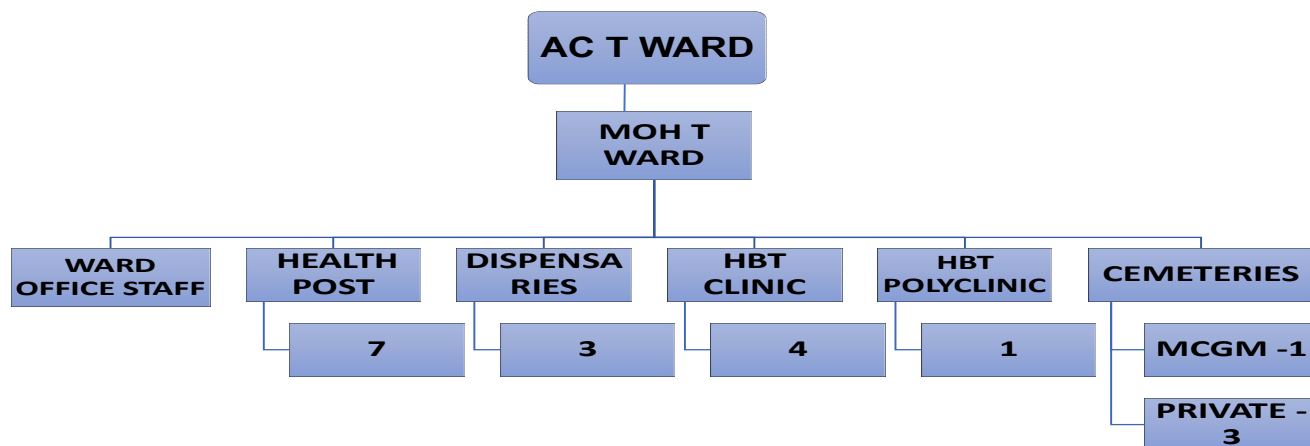 AC T WARD
MOH T
WARD
WARD
OFFICE STAFF
HEALTH
POST
7
DISPENSA
RIES
3
HBT
CLINIC
4
HBT
POLYCLINIC
1
CEMETERIES
MCGM -1
PRIVATE -
3